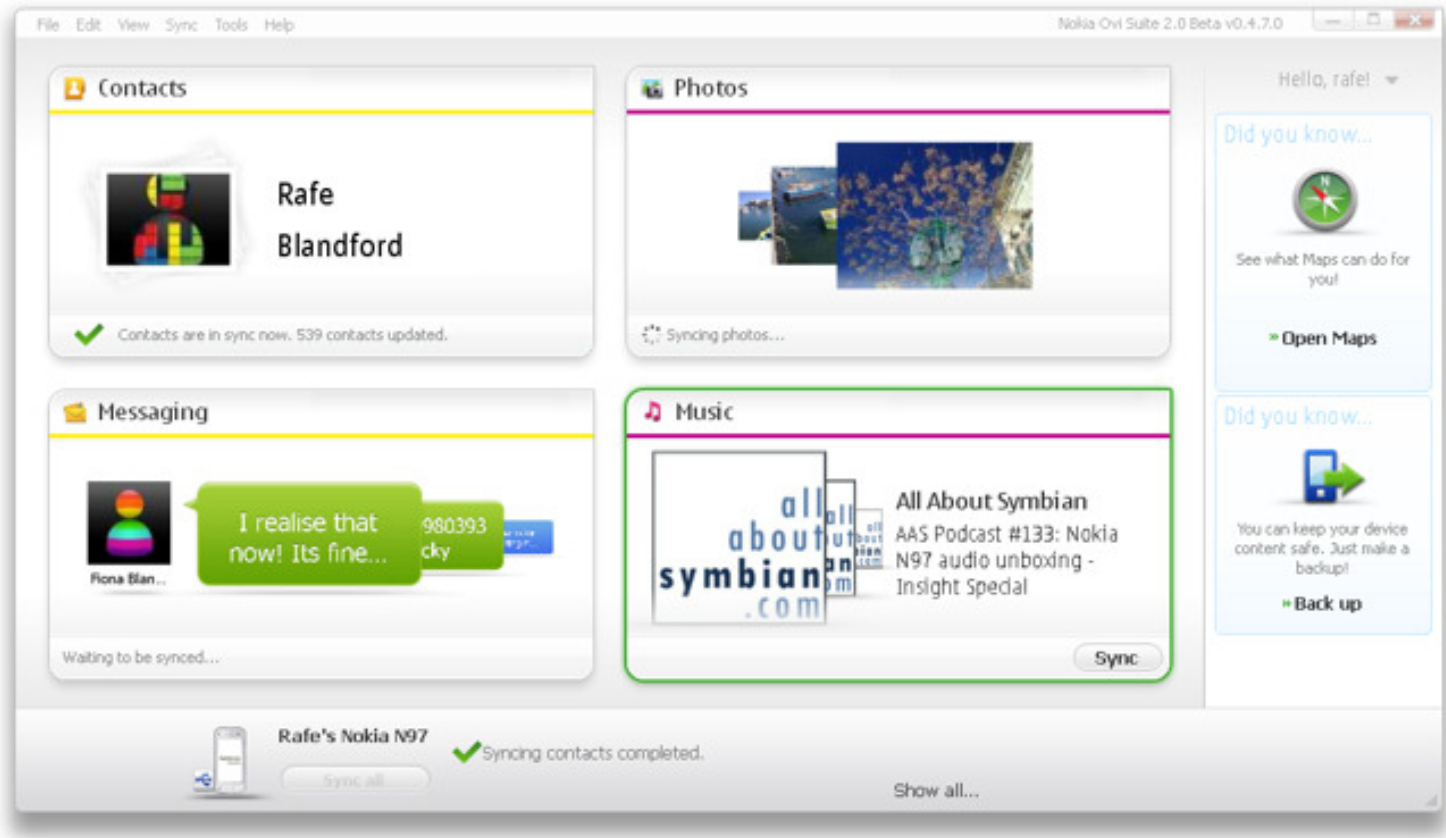 File Edit View Sync Tools Help
Nokia Ovi Suite 2.0 Beta v0.4.7.0
Contacts
Rafe
Blandford
Contacts are in sync now. 539 contacts updated.
Photos
Syncing photos...
Messaging
I realise that
now! Its fine...
980393
cky
Fiona Blan...
Waiting to be synced...
Music
all
about
symbian
.com
All About Symbian
AAS Podcast #133: Nokia
N97 audio unboxing -
Insight Special
Sync
Hello, rafe!
Did you know...
N
See what Maps can do for
you!
» Open Maps
Did you know...
You can keep your device
content safe. Just make a
backup!
» Back up
Rafe's Nokia N97
Sync all
Syncing contacts completed.
Show all...